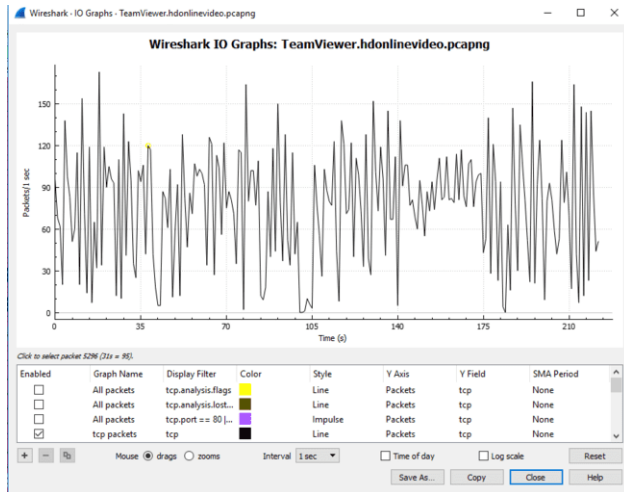 Wireshark · IO Graphs · TeamViewer.hdonlinevideo.pcapng
Wireshark IO Graphs: TeamViewer.hdonlinevideo.pcapng
Packets/1 sec
150
120
90
60
30
0
0 35 70 105 140 175 210
Time (s)
Click to select packet 5296 (31s = 95).
Enabled Graph Name Display Filter Color Style Y Axis Y Field SMA Period
All packets tcp.analysis.flags Line Packets tcp None
All packets tcp.analysis.lost... Line Packets tcp None
All packets tcp.port == 80 |... Impulse Packets tcp None
tcp packets tcp Line Packets tcp None
+ − Mouse drags zooms Interval 1 sec Time of day Log scale Reset
Save As... Copy Close Help